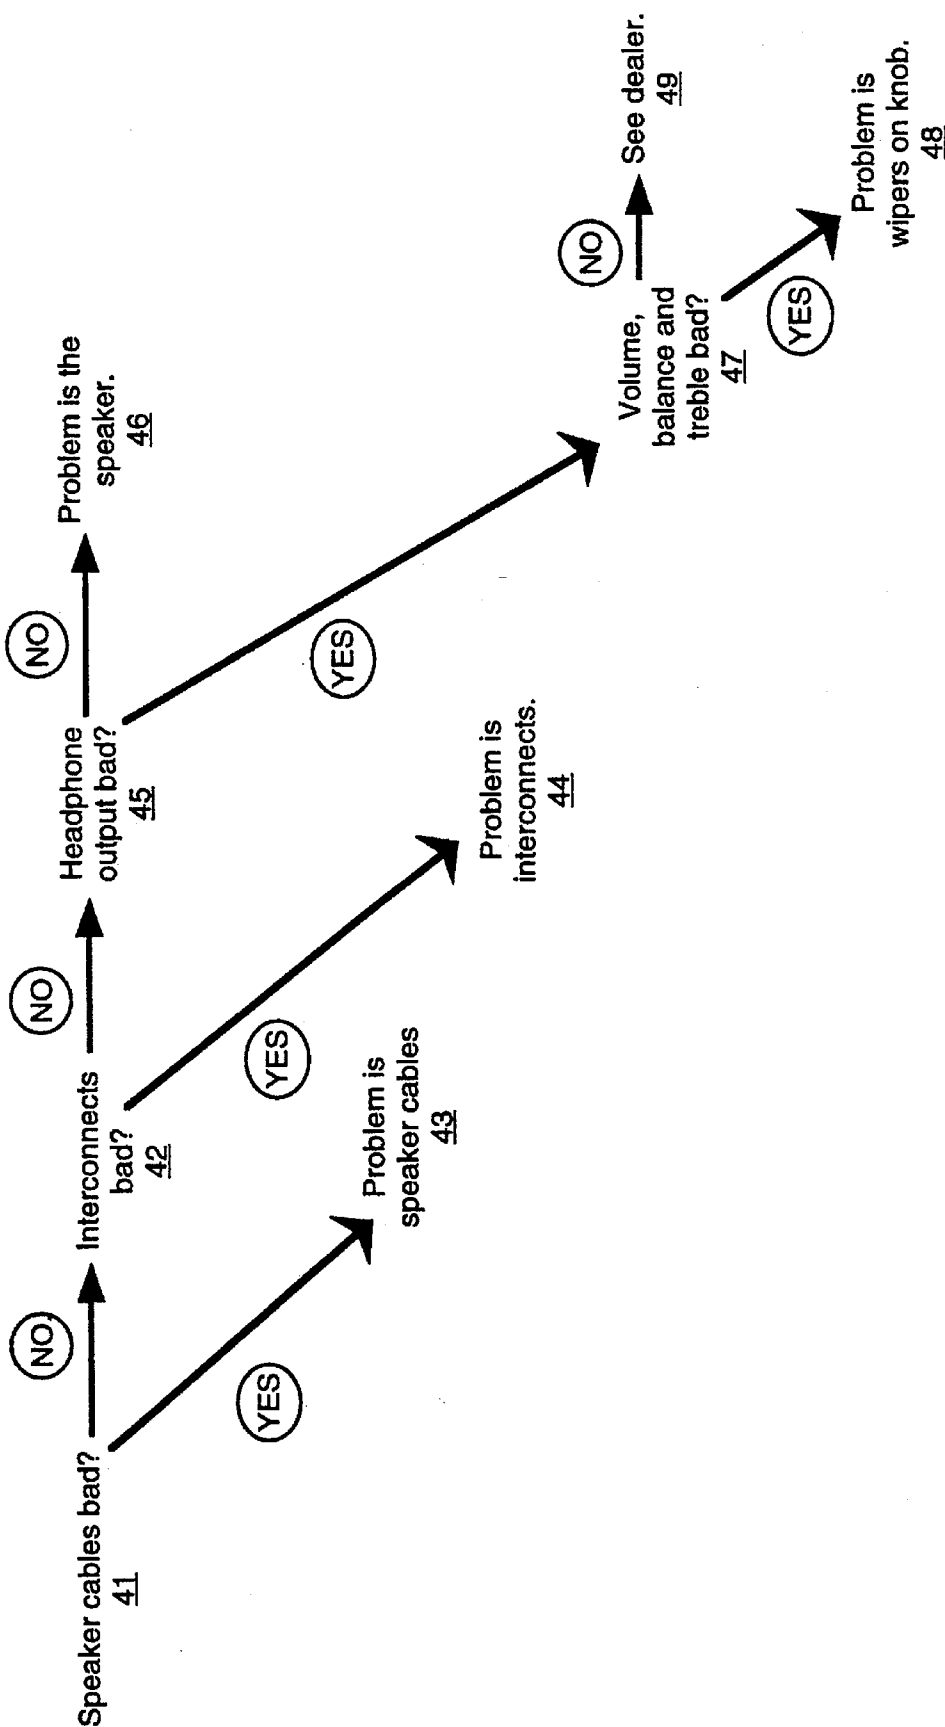 Speaker cables bad?
41
NO
YES
Interconnects
bad?
42
Problem is
speaker cables
43
NO
YES
Headphone
output bad?
45
Problem is
interconnects.
44
NO
YES
Problem is the
speaker.
46
Volume,
balance and
treble bad?
47
NO
YES
See dealer.
49
Problem is
wipers on knob.
48